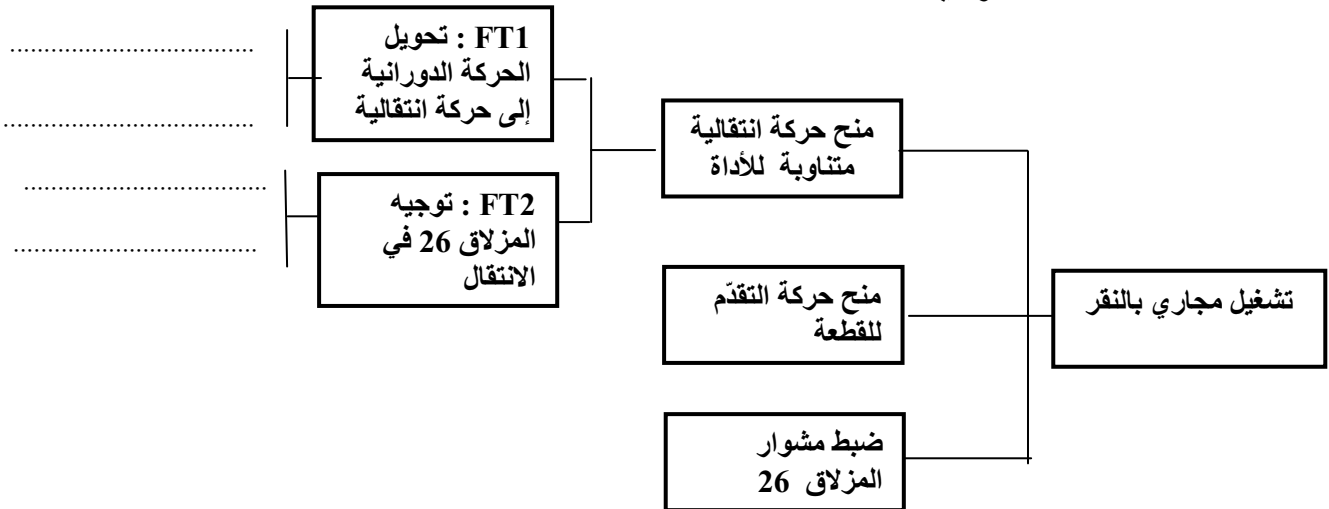 FT1 : تحويل
الحركة الدورانية
إلى حركة انتقالية
FT2 : توجيه
المزلاق 26 في
الانتقال
منح حركة انتقالية
متناوبة للأداة
منح حركة التقدّم
للقطعة
ضبط مشوار
المزلاق 26
تشغيل مجاري بالنقر
....................................
.....................................
....................................
....................................